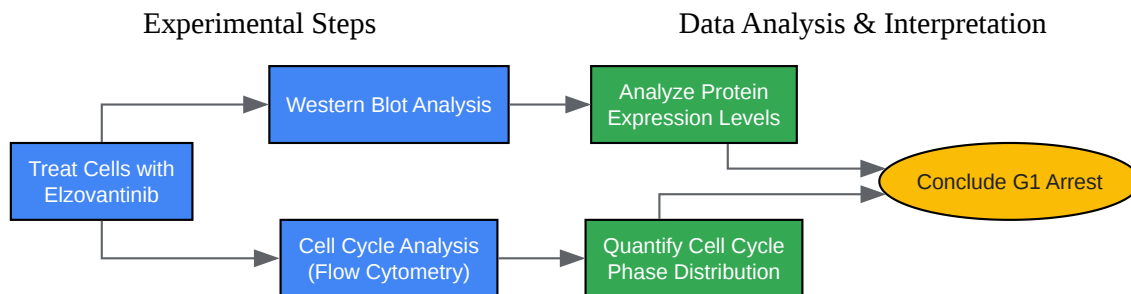 Experimental Steps
Data Analysis & Interpretation
Western Blot Analysis
Analyze Protein
Expression Levels
Treat Cells with
Elzovantinib
Conclude G1 Arrest
Cell Cycle Analysis
(Flow Cytometry)
Quantify Cell Cycle
Phase Distribution